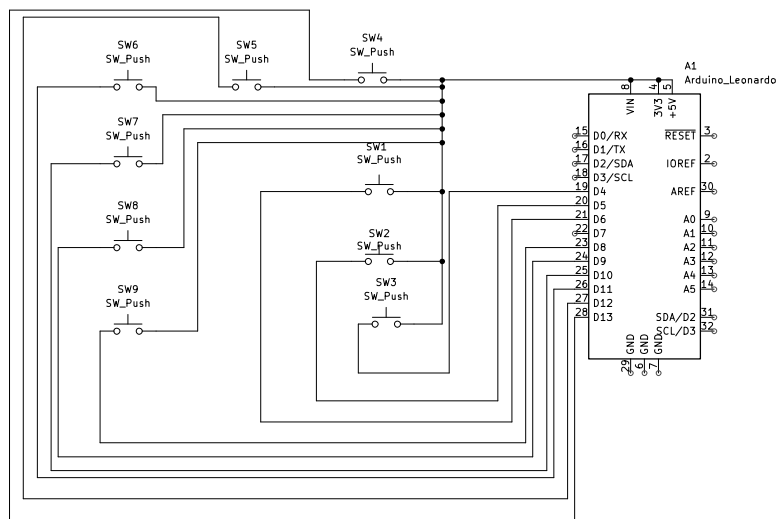 SW4
SW_Push
SW6
SW_Push
SW5
SW_Push
SW7
SW_Push
SW1
SW_Push
SW8
SW_Push
SW2
SW_Push
SW3
SW_Push
SW9
SW_Push
A1
Arduino_Leonardo
8
4
5
VIN
3V3
+5V
15 D0/RX
16 D1/TX
17 D2/SDA
18 D3/SCL
19 D4
20 D5
21 D6
22 D7
23 D8
24 D9
25 D10
26 D11
27 D12
28 D13
RESET 3
IOREF 2
AREF 30
A0 9
A1 10
A2 11
A3 12
A4 13
A5 14
SDA/D2 31
SCL/D3 32
GND
GND
GND
29
6
7